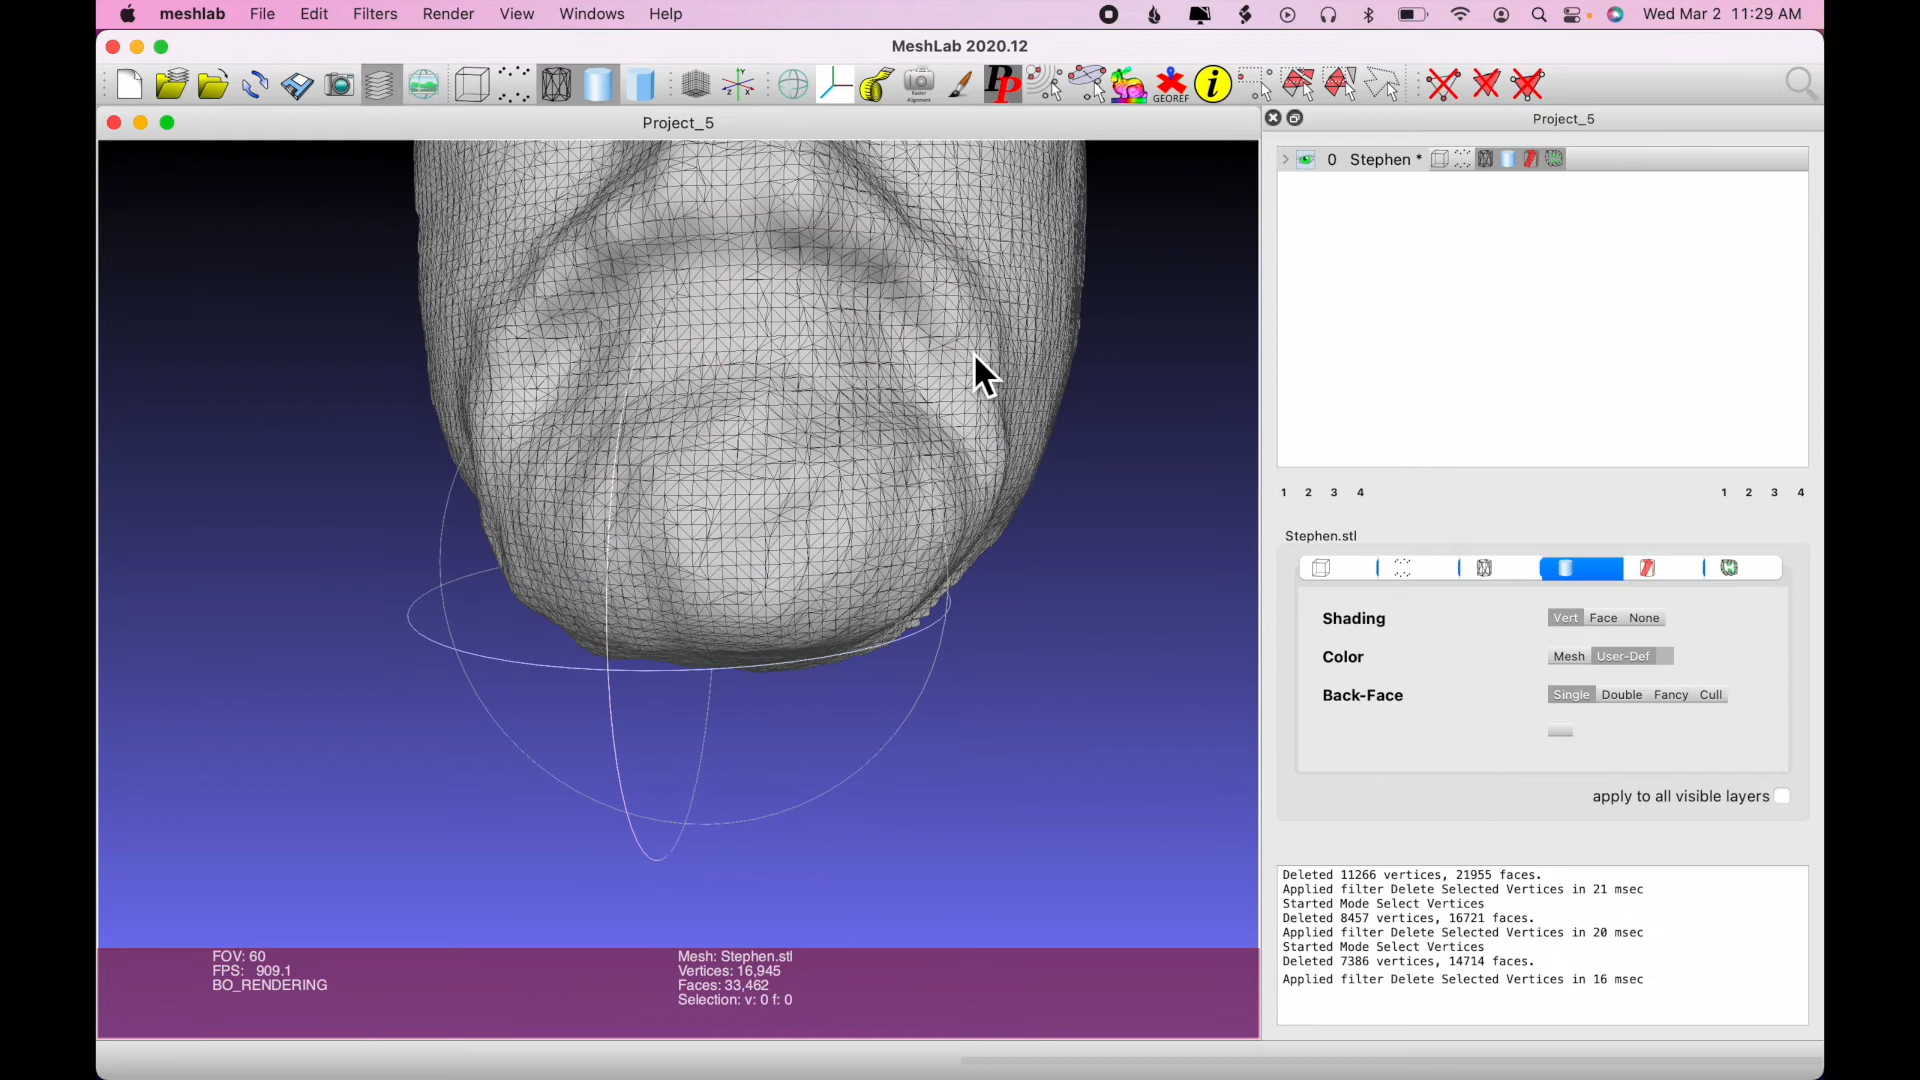 meshlab File Edit Filters Render View Windows Help Wed Mar 2 11:29 AM
MeshLab 2020.12
Raster Alignment
PP
GEOREF
i
Project_5
Project_5
0 Stephen *
1 2 3 4 1 2 3 4
Stephen.stl
Shading Vert Face None
Color Mesh User-Def
Back-Face Single Double Fancy Cull
apply to all visible layers
Deleted 11266 vertices, 21955 faces.
Applied filter Delete Selected Vertices in 21 msec
Started Mode Select Vertices
Deleted 8457 vertices, 16721 faces.
Applied filter Delete Selected Vertices in 20 msec
Started Mode Select Vertices
Deleted 7386 vertices, 14714 faces.
Applied filter Delete Selected Vertices in 16 msec
FOV: 60
FPS: 909.1
BO_RENDERING
Mesh: Stephen.stl
Vertices: 16,945
Faces: 33,462
Selection: v: 0 f: 0